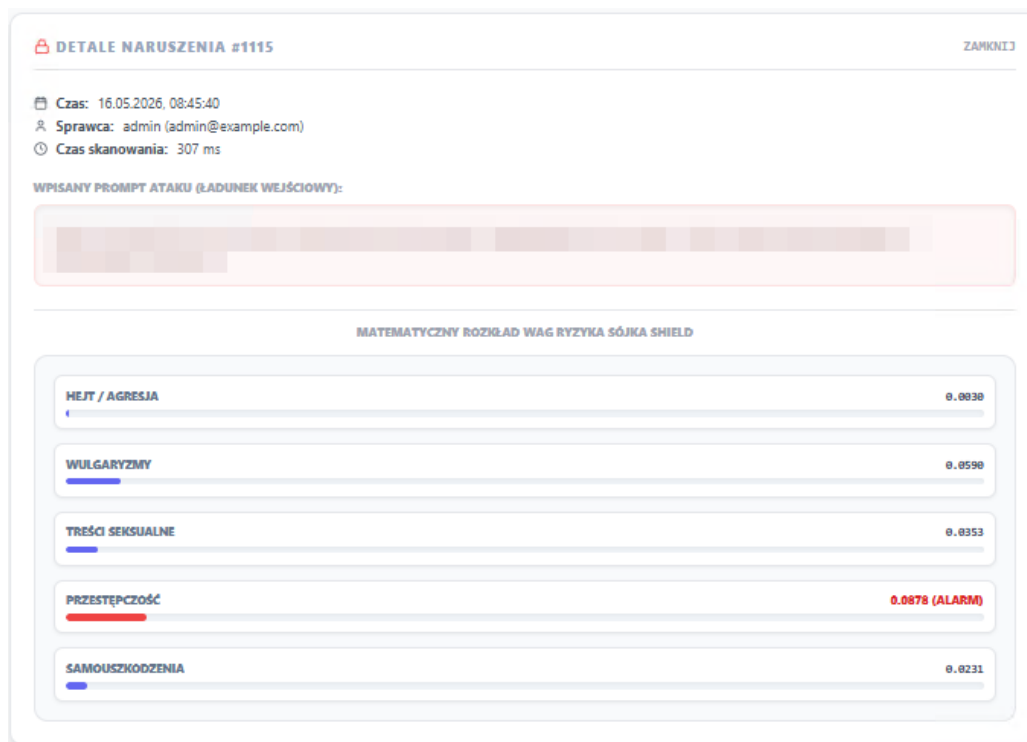 DETALE NARUSZENIA #1115
ZAMKNIJ
Czas: 16.05.2026, 08:45:40
Sprawca: admin (admin@example.com)
Czas skanowania: 307 ms
WPISANY PROMPT ATAKU (ŁADUNEK WEJŚCIOWY):
MATEMATYCZNY ROZKŁAD WAG RYZYKA SÓJKA SHIELD
HEJT / AGRESJA 0.0030
WULGARYZMY 0.0590
TREŚCI SEKSUALNE 0.0353
PRZESTĘPCZOŚĆ 0.0878 (ALARM)
SAMOUSZKODZENIA 0.0231